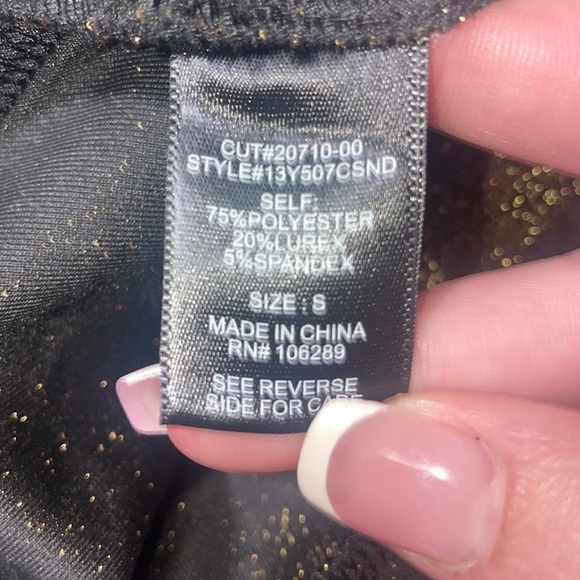 CUT#20710-00
STYLE#13Y507CSND
SELF:
75%POLYESTER
20%LUREX
5%SPANDEX
SIZE : S
MADE IN CHINA
RN# 106289
SEE REVERSE
SIDE FOR CARE